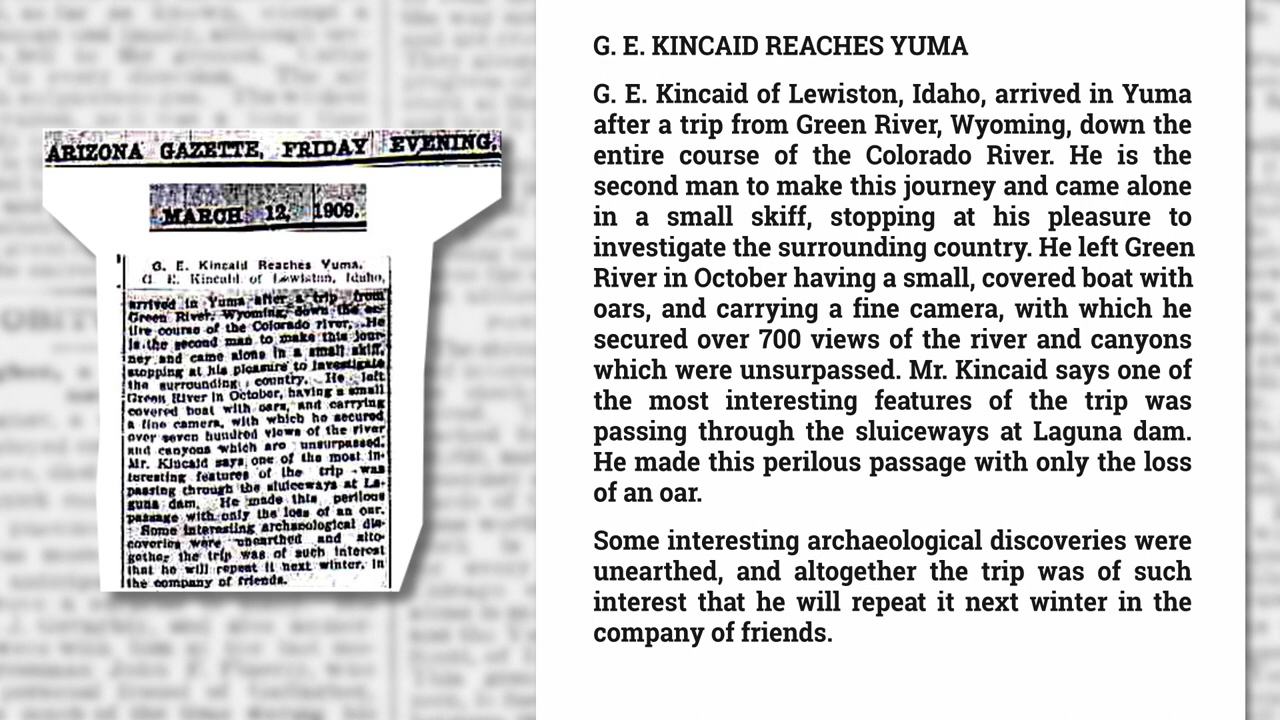 ARIZONA GAZETTE, FRIDAY EVENING,
MARCH 12, 1909.
G. E. Kincaid Reaches Yuma.
G. E. Kincaid of Lewiston, Idaho,
arrived in Yuma after a trip from
Green River, Wyoming, down the en-
tire course of the Colorado river. He
is the second man to make this jour-
ney and came alone in a small skiff,
stopping at his pleasure to investigate
the surrounding country. He left
Green River in October, having a small
covered boat with oars, and carrying
a fine camera, with which he secured
over seven hundred views of the river
and canyons which are unsurpassed.
Mr. Kincaid says one of the most in-
teresting features of the trip was
passing through the sluiceways at La-
guna dam. He made this perilous
passage with only the loss of an oar.
Some interesting archaeological dis-
coveries were unearthed and alto-
gether the trip was of such interest
that he will repeat it next winter, in
the company of friends.
G. E. KINCAID REACHES YUMA
G. E. Kincaid of Lewiston, Idaho, arrived in Yuma
after a trip from Green River, Wyoming, down the
entire course of the Colorado River. He is the
second man to make this journey and came alone
in a small skiff, stopping at his pleasure to
investigate the surrounding country. He left Green
River in October having a small, covered boat with
oars, and carrying a fine camera, with which he
secured over 700 views of the river and canyons
which were unsurpassed. Mr. Kincaid says one of
the most interesting features of the trip was
passing through the sluiceways at Laguna dam.
He made this perilous passage with only the loss
of an oar.
Some interesting archaeological discoveries were
unearthed, and altogether the trip was of such
interest that he will repeat it next winter in the
company of friends.